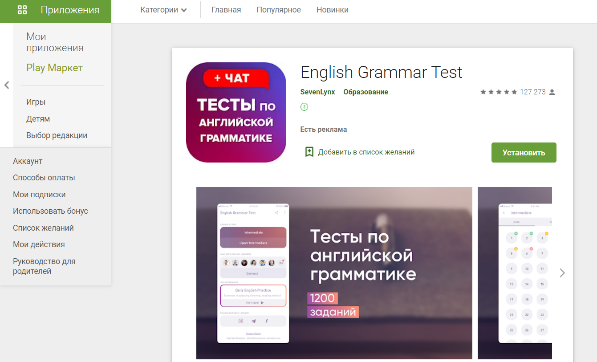 Приложения
Категории
Главная
Популярное
Новинки
Мои
приложения
Play Маркет
Игры
Детям
Выбор редакции
Аккаунт
Способы оплаты
Мои подписки
Использовать бонус
Список желаний
Мои действия
Руководство для
родителей
+ ЧАТ
ТЕСТЫ ПО
АНГЛИЙСКОЙ
ГРАММАТИКЕ
English Grammar Test
SevenLynx Образование
127 273
Есть реклама
Добавить в список желаний
Установить
English Grammar Test
Тесты по
английской
грамматике
1200
заданий